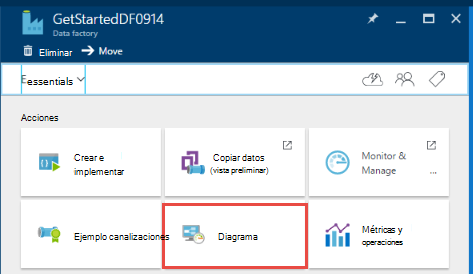 GetStartedDF0914
Data factory
Eliminar
Move
Eessentials
Acciones
Crear e
implementar
Copiar datos
(vista preliminar)
Monitor &
Manage
...
Ejemplo canalizaciones
Diagrama
Métricas y
operaciones